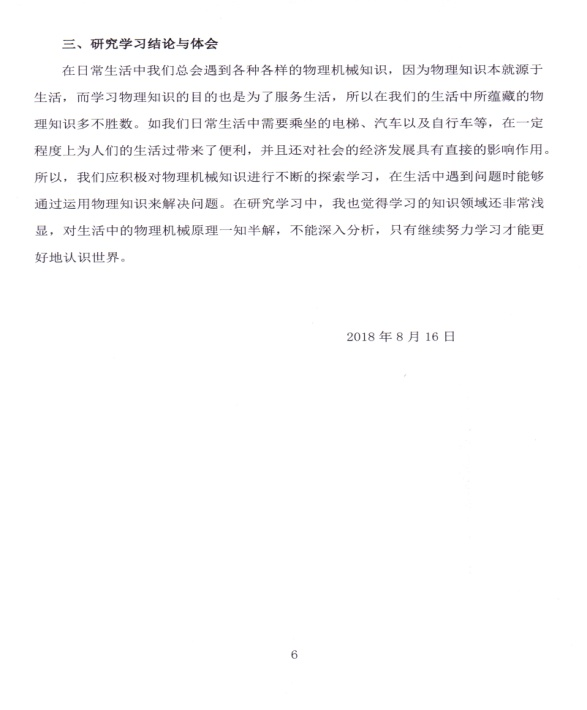 三、研究学习结论与体会
在日常生活中我们总会遇到各种各样的物理机械知识，因为物理知识本就源于
生活，而学习物理知识的目的也是为了服务生活，所以在我们的生活中所蕴藏的物
理知识多不胜数。如我们日常生活中需要乘坐的电梯、汽车以及自行车等，在一定
程度上为人们的生活过带来了便利，并且还对社会的经济发展具有直接的影响作用。
所以，我们应积极对物理机械知识进行不断的探索学习，在生活中遇到问题时能够
通过运用物理知识来解决问题。在研究学习中，我也觉得学习的知识领域还非常浅
显，对生活中的物理机械原理一知半解，不能深入分析，只有继续努力学习才能更
好地认识世界。
2018 年 8 月 16 日
6